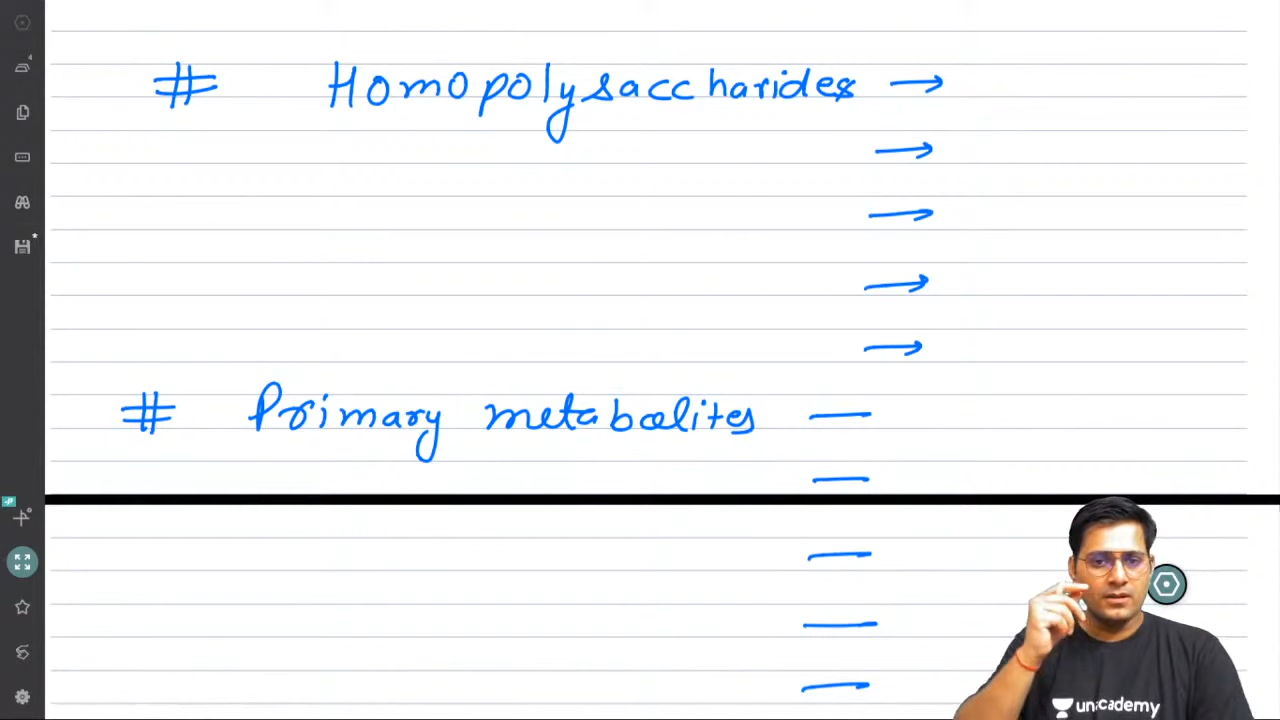 # Homopolysaccharides →
→
→
→
→
# Primary metabolites —
—
—
—
—
unacademy